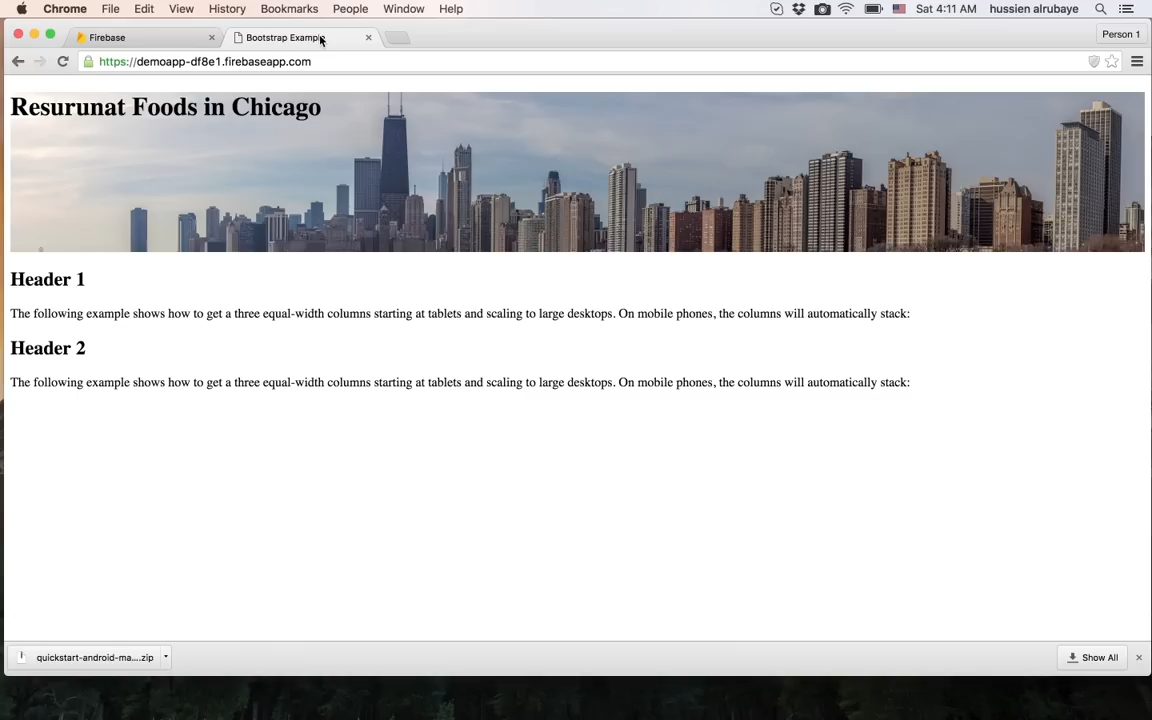 Chrome File Edit View History Bookmarks People Window Help Sat 4:11 AM hussien alrubaye
Firebase Bootstrap Example Person 1
https://demoapp-df8e1.firebaseapp.com
Resurunat Foods in Chicago
Header 1
The following example shows how to get a three equal-width columns starting at tablets and scaling to large desktops. On mobile phones, the columns will automatically stack:
Header 2
The following example shows how to get a three equal-width columns starting at tablets and scaling to large desktops. On mobile phones, the columns will automatically stack:
quickstart-android-ma....zip Show All